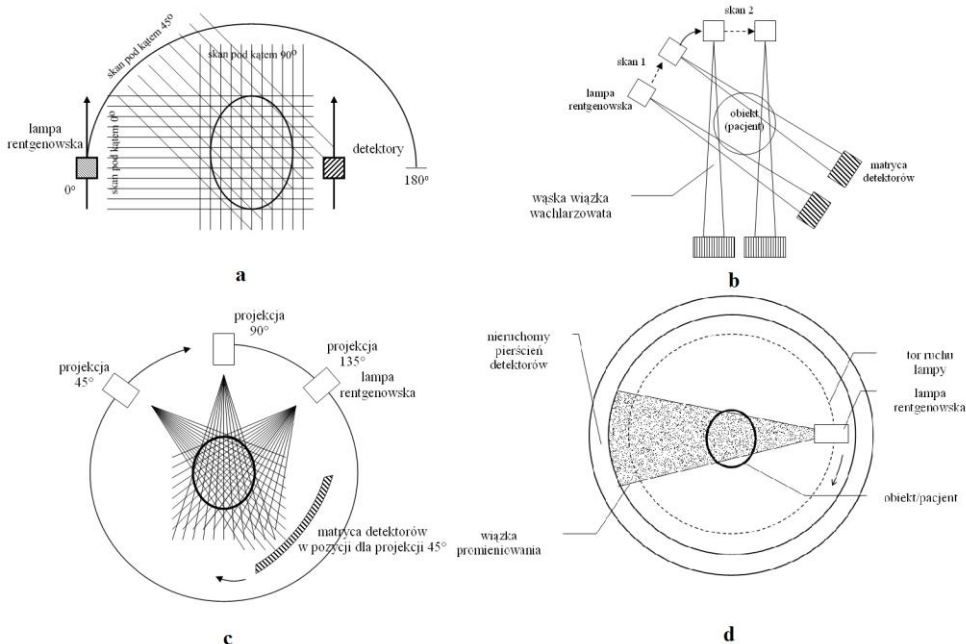 skan pod kątem 45°
skan pod kątem 90°
lampa
rentgenowska
0°
skan pod kątem 0°
detektory
180°
a
skan 2
skan 1
lampa
rentgenowska
obiekt
(pacjent)
matryca
detektorów
wąska wiązka
wachlarzowata
b
projekcja
90°
projekcja
45°
projekcja
135°
lampa
rentgenowska
matryca detektorów
w pozycji dla projekcji 45°
c
nieruchomy
pierścień
detektorów
tor ruchu
lampy
lampa
rentgenowska
obiekt/pacjent
wiązka
promieniowania
d